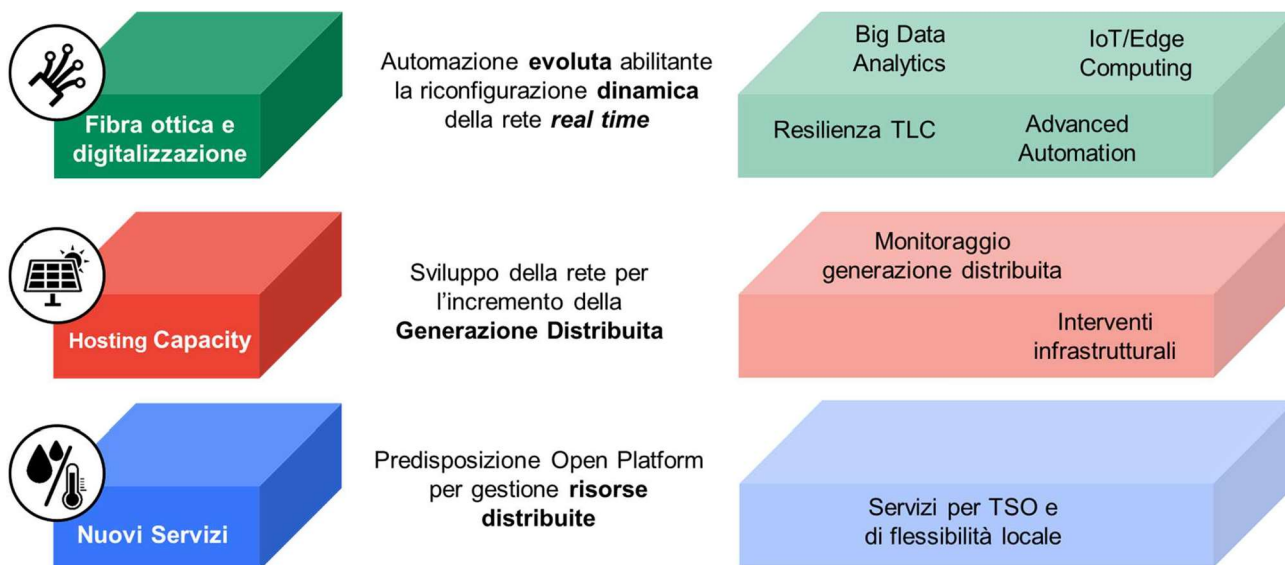 Fibra ottica e
digitalizzazione
Automazione evoluta abilitante
la riconfigurazione dinamica
della rete real time
Big Data
Analytics
IoT/Edge
Computing
Resilienza TLC
Advanced
Automation
Hosting Capacity
Sviluppo della rete per
l’incremento della
Generazione Distribuita
Monitoraggio
generazione distribuita
Interventi
infrastrutturali
Nuovi Servizi
Predisposizione Open Platform
per gestione risorse
distribuite
Servizi per TSO e
di flessibilità locale